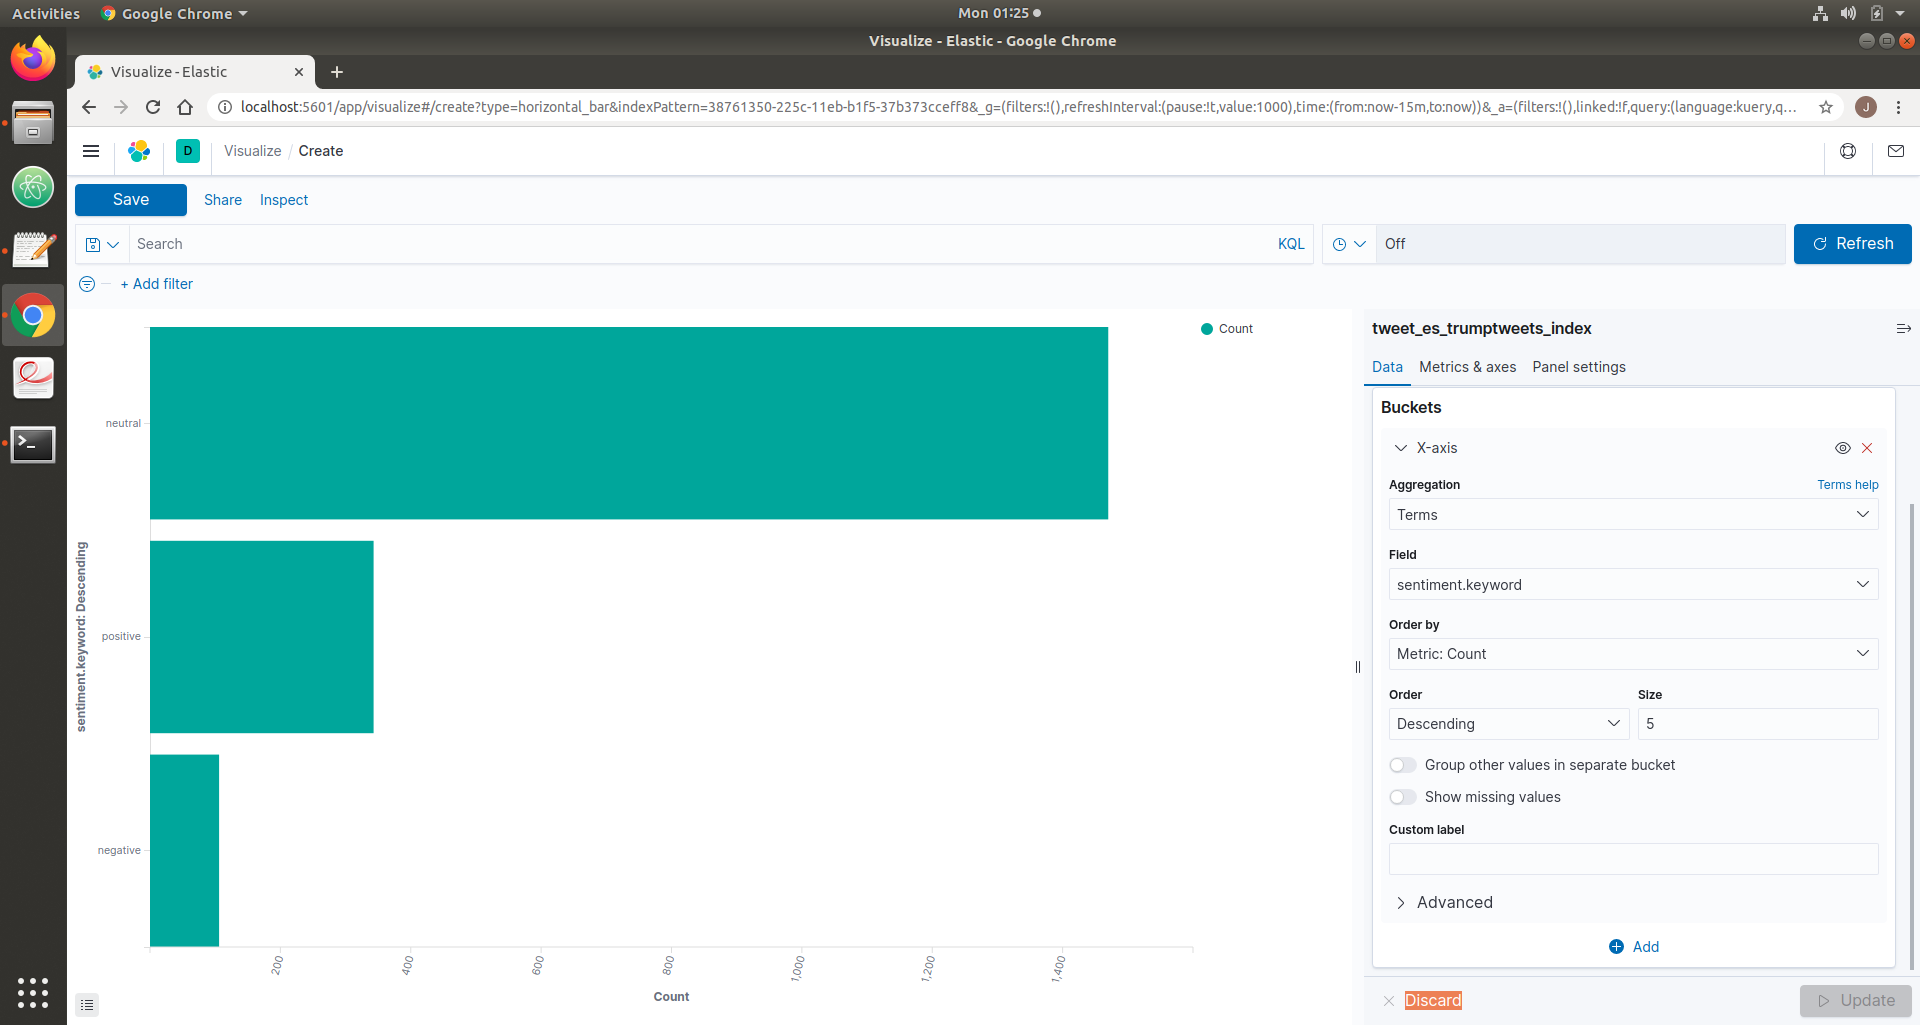 Activities
Google Chrome
Mon 01:25
Visualize - Elastic - Google Chrome
Visualize - Elastic
localhost:5601/app/visualize#/create?type=horizontal_bar&indexPattern=38761350-225c-11eb-b1f5-37b373cceff8&_g=(filters:!(),refreshInterval:(pause:!t,value:1000),time:(from:now-15m,to:now))&_a=(filters:!(),linked:!f,query:(language:kuery,q...
J
D
Visualize / Create
Save
Share
Inspect
Search
KQL
Off
Refresh
+ Add filter
sentiment.keyword: Descending
neutral
positive
negative
200
400
600
800
1,000
1,200
1,400
Count
Count
tweet_es_trumptweets_index
Data
Metrics & axes
Panel settings
Buckets
X-axis
Aggregation
Terms help
Terms
Field
sentiment.keyword
Order by
Metric: Count
Order
Size
Descending
5
Group other values in separate bucket
Show missing values
Custom label
Advanced
Add
Discard
Update